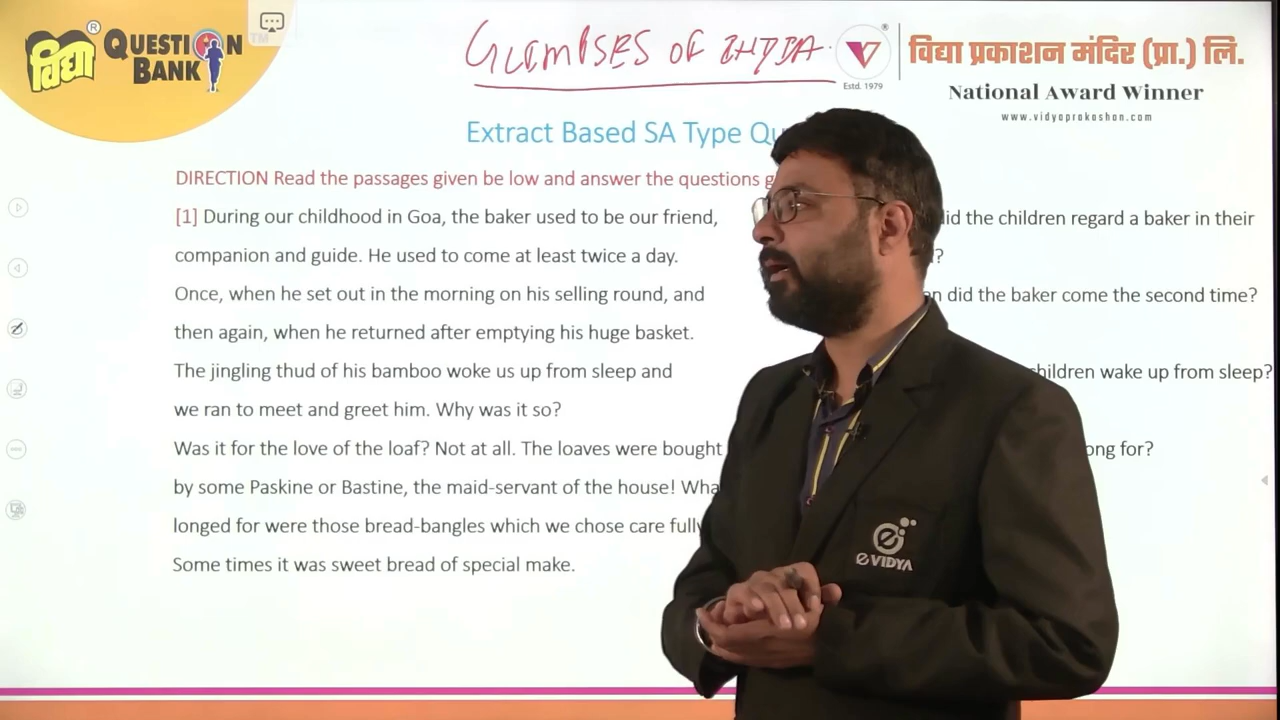 विद्या
®
QUESTION BANK
TM
GLIMPSES OF INDIA
®
Estd. 1979
विद्या प्रकाशन मंदिर (प्रा.) लि.
National Award Winner
www.vidyaprakashan.com
Extract Based SA Type
DIRECTION Read the passages given be low and answer the questions
[1] During our childhood in Goa, the baker used to be our friend,
companion and guide. He used to come at least twice a day.
Once, when he set out in the morning on his selling round, and
then again, when he returned after emptying his huge basket.
The jingling thud of his bamboo woke us up from sleep and
we ran to meet and greet him. Why was it so?
Was it for the love of the loaf? Not at all. The loaves were bought
by some Paskine or Bastine, the maid-servant of the house!
longed for were those bread-bangles which we chose care fully
Some times it was sweet bread of special make.
did the children regard a baker in their
?
did the baker come the second time?
children wake up from sleep?
for?
e VIDYA